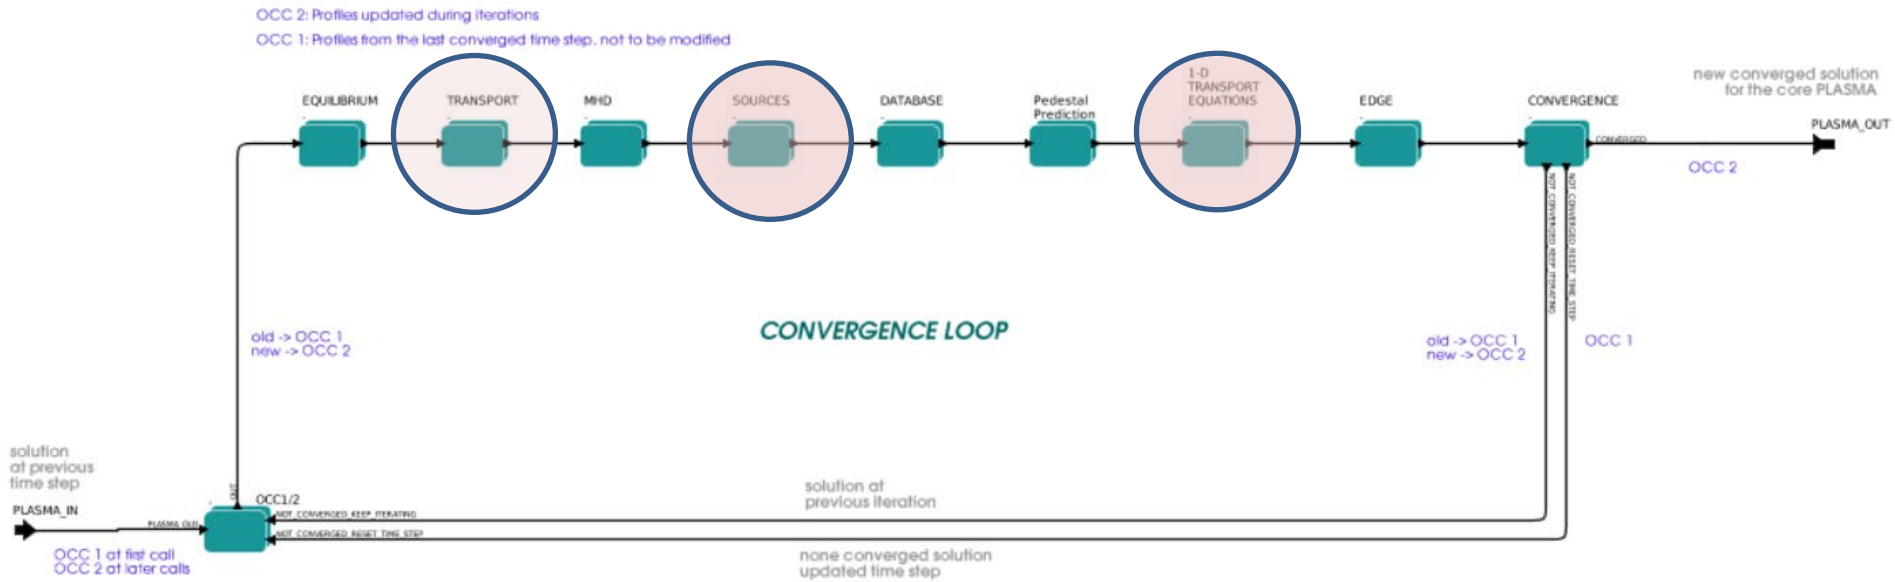 OCC 2: Profiles updated during iterations
OCC 1: Profiles from the last converged time step, not to be modified
EQUILIBRIUM
TRANSPORT
MHD
SOURCES
DATABASE
Pedestal
Prediction
1-D
TRANSPORT
EQUATIONS
EDGE
CONVERGENCE
new converged solution
for the core PLASMA
PLASMA_OUT
CONVERGED
OCC 2
NOT_CONVERGED_KEEP_ITERATING
NOT_CONVERGED_RESET_TIME_STEP
CONVERGENCE LOOP
old -> OCC 1
new -> OCC 2
old -> OCC 1
new -> OCC 2
OCC 1
solution
at previous
time step
PLASMA_IN
PLASMA_OLD
OUT
OCC1/2
NOT_CONVERGED_KEEP_ITERATING
NOT_CONVERGED_RESET_TIME_STEP
solution at
previous iteration
none converged solution
updated time step
OCC 1 at first call
OCC 2 at later calls